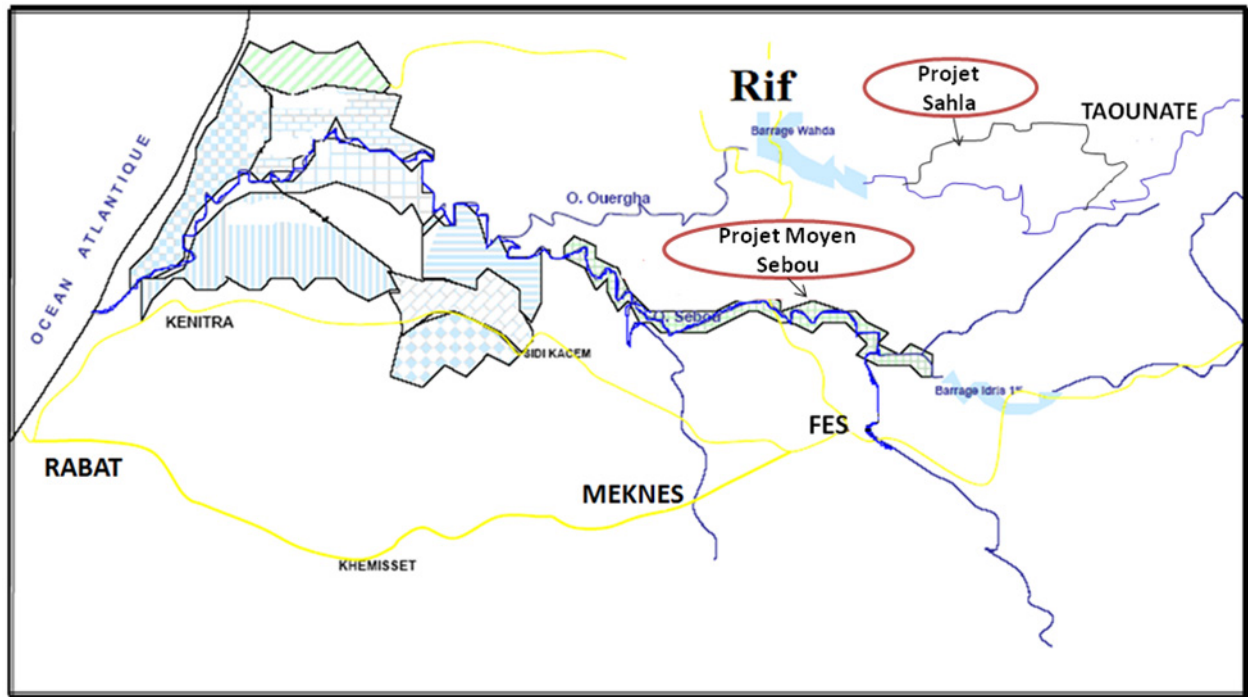 Projet
Sahla
Rif
TAOUNATE
Barrage Wahda
OCEAN ATLANTIQUE
O. Ouergha
Projet Moyen
Sebou
O. Sebou
KENITRA
SIDI KACEM
Barrage Idris 1er
FES
RABAT
MEKNES
KHEMISSET